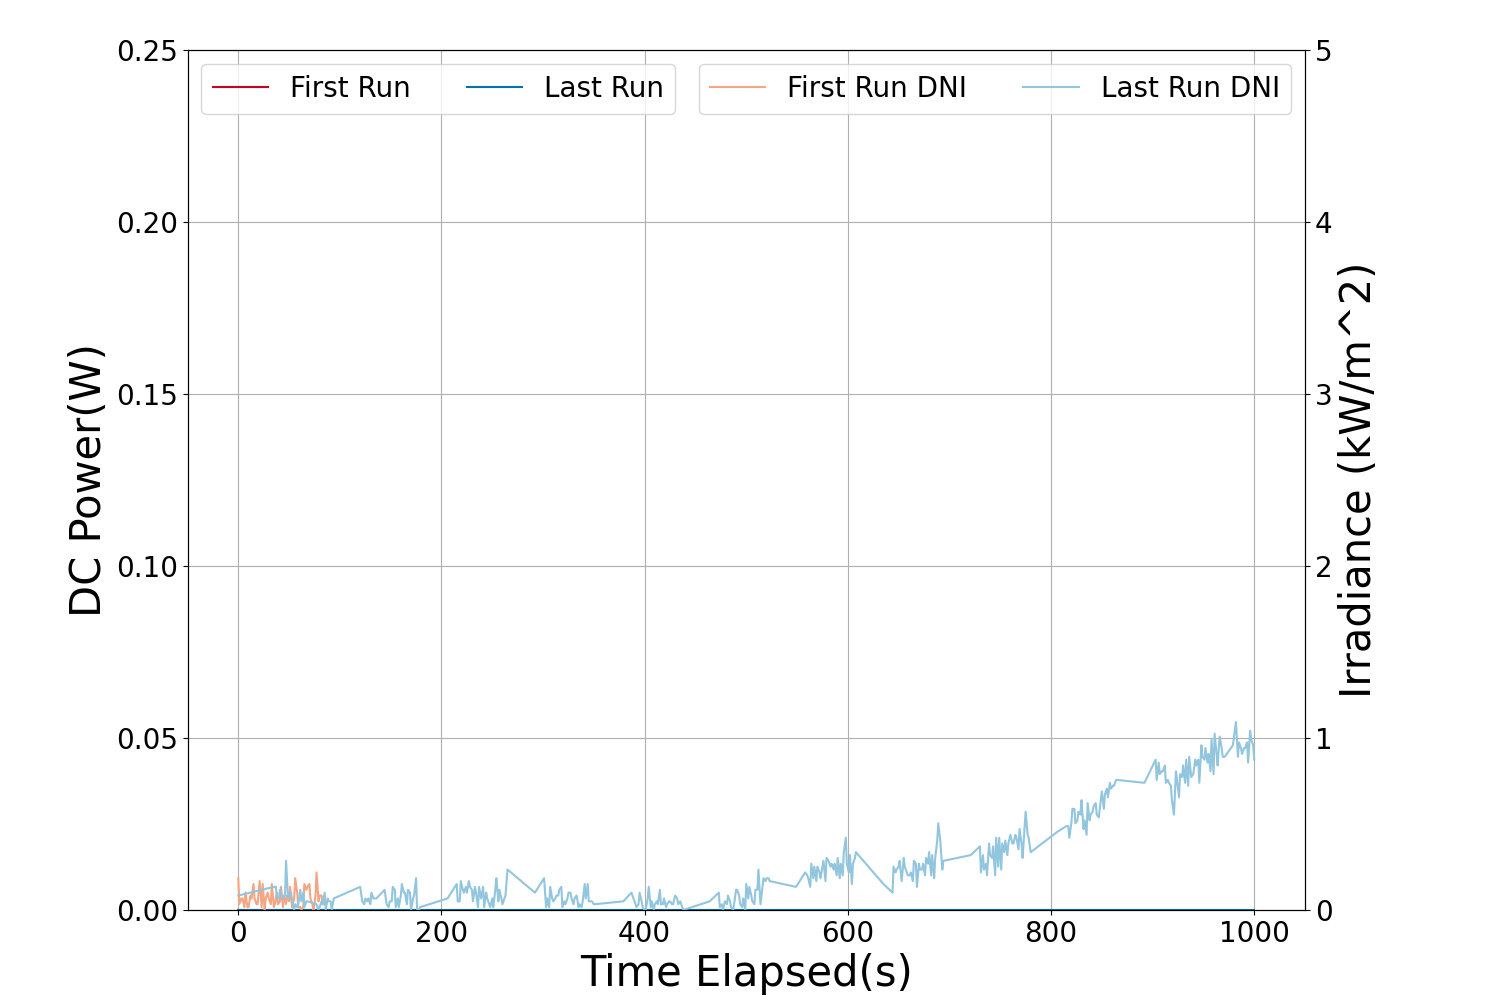 First Run
Last Run
First Run DNI
Last Run DNI
DC Power(W)
0.25
0.20
0.15
0.10
0.05
0.00
5
4
3
2
1
0
Irradiance (kW/m^2)
0
200
400
600
800
1000
Time Elapsed(s)